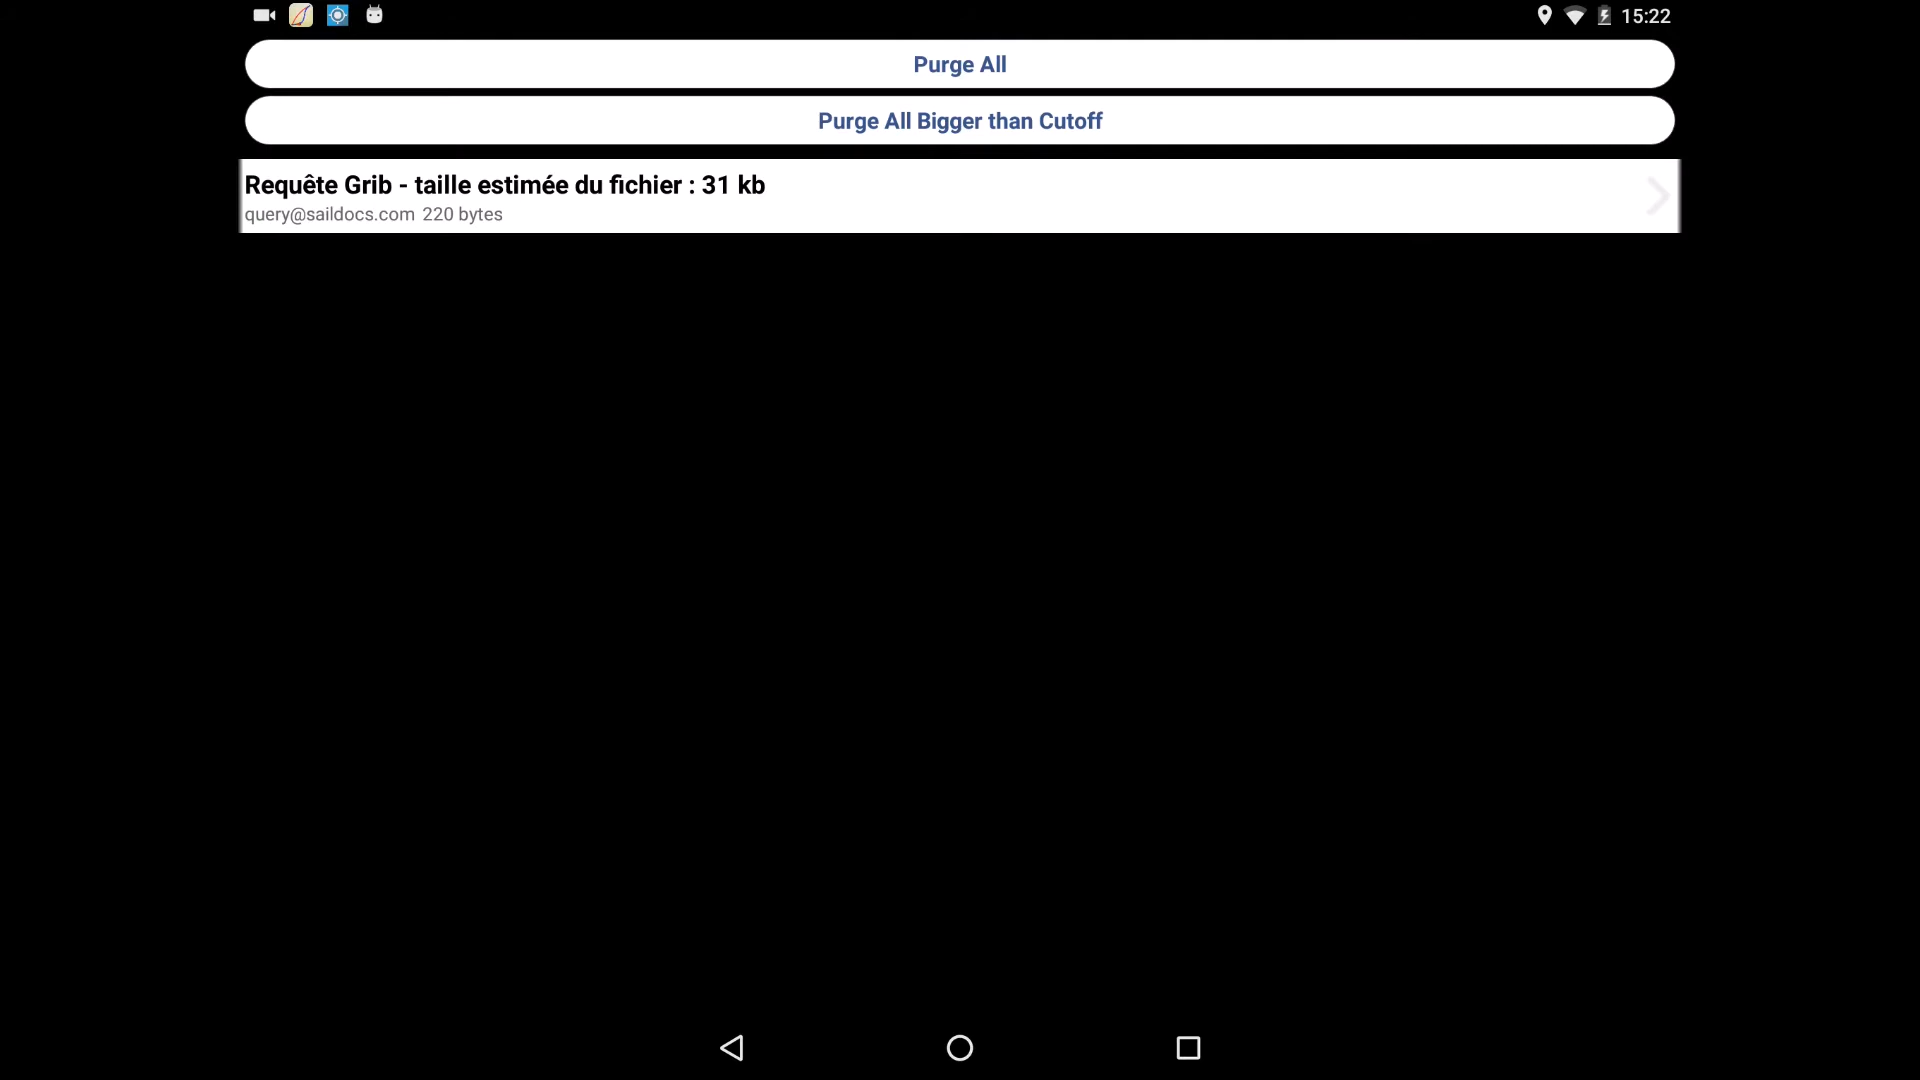 15:22
Purge All
Purge All Bigger than Cutoff
Requête Grib - taille estimée du fichier : 31 kb
query@saildocs.com 220 bytes